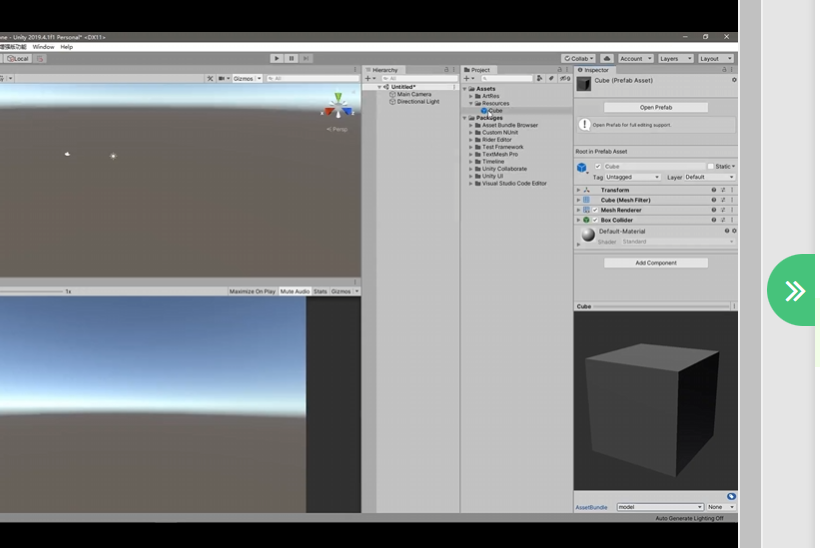 ne - Unity 2019.4.1f1 Personal* <DX11>
增强版功能 Window Help
Local
Collab Account Layers Layout
Gizmos All
Persp
1x Maximize On Play Mute Audio Stats Gizmos
Hierarchy
All
Untitled*
Main Camera
Directional Light
Project
Assets
ArtRes
Resources
Cube
Packages
Asset Bundle Browser
Custom NUnit
Rider Editor
Test Framework
TextMesh Pro
Timeline
Unity Collaborate
Unity UI
Visual Studio Code Editor
Inspector
Cube (Prefab Asset)
Open Prefab
Open Prefab for full editing support.
Root in Prefab Asset
Cube Static
Tag Untagged Layer Default
Transform
Cube (Mesh Filter)
Mesh Renderer
Box Collider
Default-Material
Shader Standard
Add Component
Cube
AssetBundle model None
Auto Generate Lighting Off